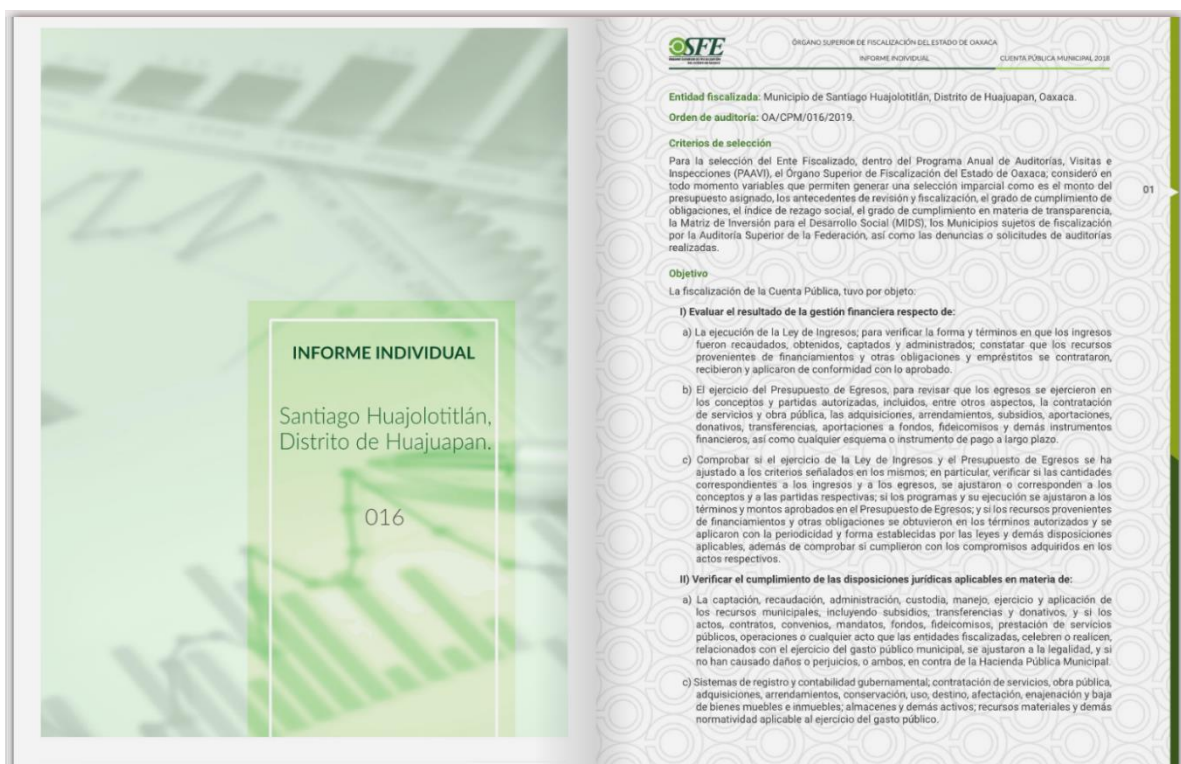 INFORME INDIVIDUAL
Santiago Huajolotitlán,
Distrito de Huajuapan.
016
OSFE
ÓRGANO SUPERIOR DE FISCALIZACIÓN DEL ESTADO DE OAXACA
INFORME INDIVIDUAL CUENTA PÚBLICA MUNICIPAL 2018
Entidad fiscalizada: Municipio de Santiago Huajolotitlán, Distrito de Huajuapan, Oaxaca.
Orden de auditoría: OA/CPM/016/2019.
Criterios de selección
Para la selección del Ente Fiscalizado, dentro del Programa Anual de Auditorías, Visitas e
Inspecciones (PAAVI), el Órgano Superior de Fiscalización del Estado de Oaxaca; consideró en
todo momento variables que permiten generar una selección imparcial como es el monto del
presupuesto asignado, los antecedentes de revisión y fiscalización, el grado de cumplimiento de
obligaciones, el índice de rezago social, el grado de cumplimiento en materia de transparencia,
la Matriz de Inversión para el Desarrollo Social (MIDS), los Municipios sujetos de fiscalización
por la Auditoría Superior de la Federación, así como las denuncias o solicitudes de auditorías
realizadas.
01
Objetivo
La fiscalización de la Cuenta Pública, tuvo por objeto:
I) Evaluar el resultado de la gestión financiera respecto de:
a) La ejecución de la Ley de Ingresos; para verificar la forma y términos en que los ingresos
fueron recaudados, obtenidos, captados y administrados; constatar que los recursos
provenientes de financiamientos y otras obligaciones y empréstitos se contrataron,
recibieron y aplicaron de conformidad con lo aprobado.
b) El ejercicio del Presupuesto de Egresos, para revisar que los egresos se ejercieron en
los conceptos y partidas autorizadas, incluidos, entre otros aspectos, la contratación
de servicios y obra pública, las adquisiciones, arrendamientos, subsidios, aportaciones,
donativos, transferencias, aportaciones a fondos, fideicomisos y demás instrumentos
financieros, así como cualquier esquema o instrumento de pago a largo plazo.
c) Comprobar si el ejercicio de la Ley de Ingresos y el Presupuesto de Egresos se ha
ajustado a los criterios señalados en los mismos; en particular, verificar si las cantidades
correspondientes a los ingresos y a los egresos, se ajustaron o corresponden a los
conceptos y a las partidas respectivas; si los programas y su ejecución se ajustaron a los
términos y montos aprobados en el Presupuesto de Egresos; y si los recursos provenientes
de financiamientos y otras obligaciones se obtuvieron en los términos autorizados y se
aplicaron con la periodicidad y forma establecidas por las leyes y demás disposiciones
aplicables, además de comprobar si cumplieron con los compromisos adquiridos en los
actos respectivos.
II) Verificar el cumplimiento de las disposiciones jurídicas aplicables en materia de:
a) La captación, recaudación, administración, custodia, manejo, ejercicio y aplicación de
los recursos municipales, incluyendo subsidios, transferencias y donativos, y si los
actos, contratos, convenios, mandatos, fondos, fideicomisos, prestación de servicios
públicos, operaciones o cualquier acto que las entidades fiscalizadas, celebren o realicen,
relacionados con el ejercicio del gasto público municipal, se ajustaron a la legalidad, y si
no han causado daños o perjuicios, o ambos, en contra de la Hacienda Pública Municipal.
c) Sistemas de registro y contabilidad gubernamental; contratación de servicios, obra pública,
adquisiciones, arrendamientos, conservación, uso, destino, afectación, enajenación y baja
de bienes muebles e inmuebles; almacenes y demás activos; recursos materiales y demás
normatividad aplicable al ejercicio del gasto público.